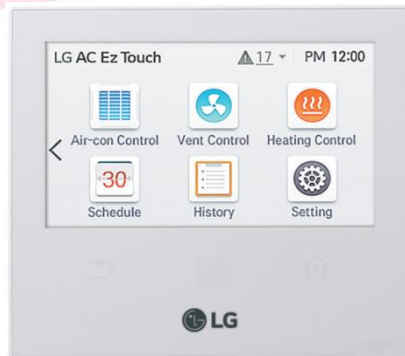 LG AC Ez Touch 17 PM 12:00
Air-con Control Vent Control Heating Control
30
Schedule History Setting
LG LG